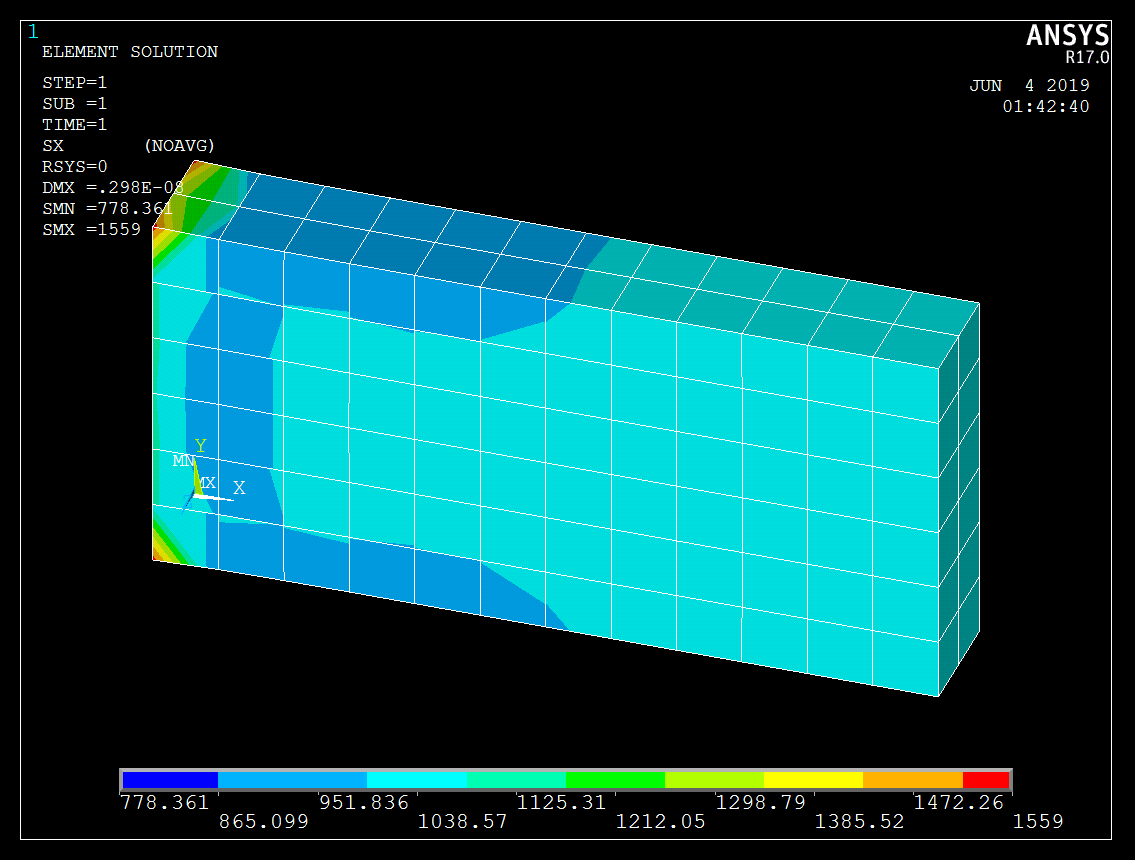 1
ELEMENT SOLUTION
ANSYS
R17.0
STEP=1
SUB =1
TIME=1
SX (NOAVG)
RSYS=0
DMX =.298E-08
SMN =778.361
SMX =1559
JUN 4 2019
01:42:40
Y
MN
MX
X
778.361 951.836 1125.31 1298.79 1472.26
865.099 1038.57 1212.05 1385.52 1559